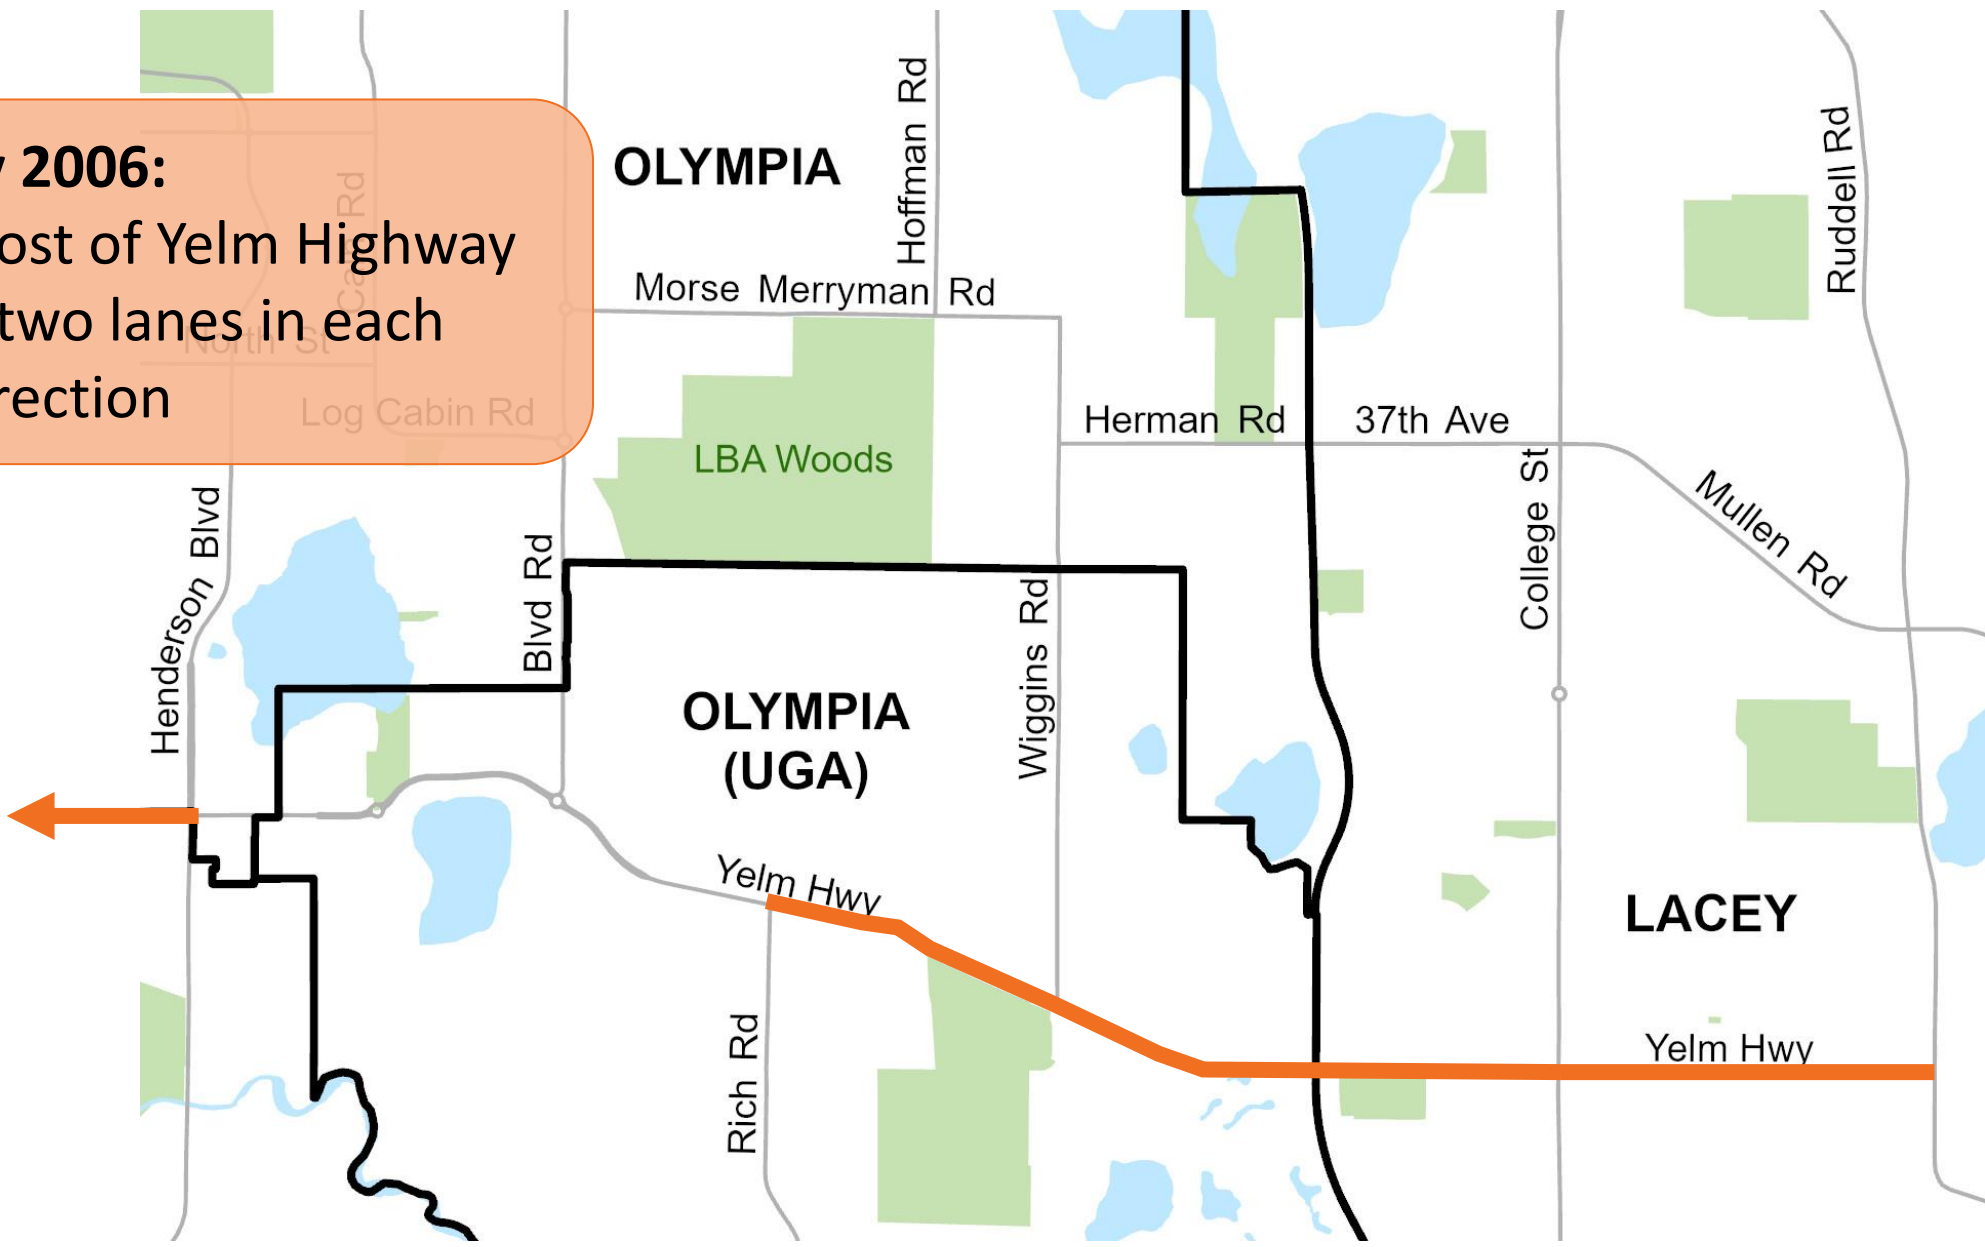 2006:
ost of Yelm Highway
two lanes in each
rection
Cain Rd
North St
Log Cabin Rd
OLYMPIA
Hoffman Rd
Morse Merryman Rd
Ruddell Rd
Herman Rd
37th Ave
LBA Woods
College St
Mullen Rd
Henderson Blvd
Blvd Rd
Wiggins Rd
OLYMPIA
(UGA)
Yelm Hwy
LACEY
Rich Rd
Yelm Hwy